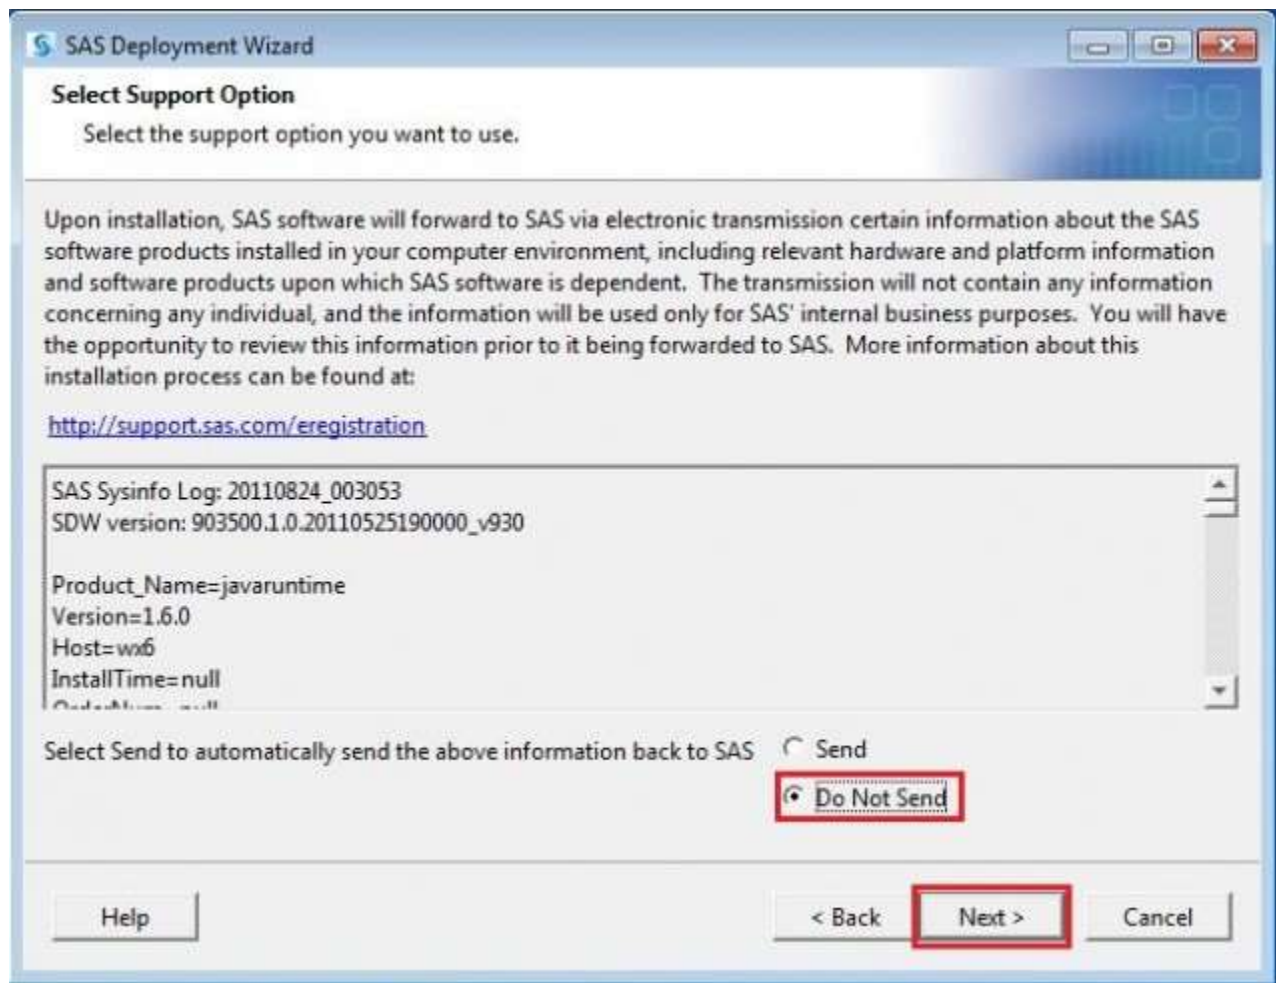 SAS Deployment Wizard
Select Support Option
Select the support option you want to use.
Upon installation, SAS software will forward to SAS via electronic transmission certain information about the SAS
software products installed in your computer environment, including relevant hardware and platform information
and software products upon which SAS software is dependent.  The transmission will not contain any information
concerning any individual, and the information will be used only for SAS' internal business purposes.  You will have
the opportunity to review this information prior to it being forwarded to SAS.  More information about this
installation process can be found at:
http://support.sas.com/eregistration
SAS Sysinfo Log: 20110824_003053
SDW version: 903500.1.0.20110525190000_v930
Product_Name=javaruntime
Version=1.6.0
Host=wx6
InstallTime=null
Select Send to automatically send the above information back to SAS
Send
Do Not Send
Help
< Back
Next >
Cancel